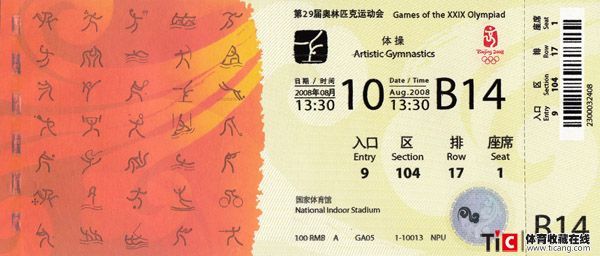 第29届奥林匹克运动会 Games of the XXIX Olympiad
体操
Artistic Gymnastics
Beijing 2008
日期 / 时间
2008年08月
13:30
10
Date / Time
Aug.2008
13:30
B14
入口 区 排 座席
Entry Section Row Seat
9 104 17 1
国家体育馆
National Indoor Stadium
100 RMB A GA05 1-10013 NPU
座席 Seat 1
排 Row 17
区 Section 104
入口 Entry 9
2300032408
B14
TIC 体育收藏在线
www.ticang.com